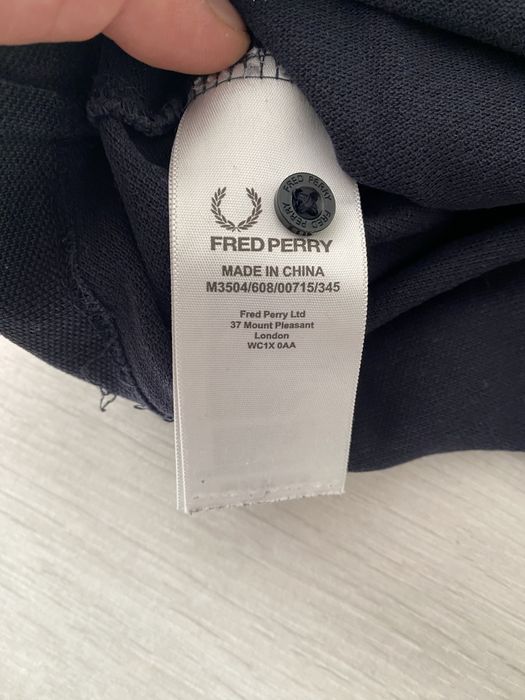 FRED PERRY
FRED PERRY
FRED PERRY
MADE IN CHINA
M3504/608/00715/345
Fred Perry Ltd
37 Mount Pleasant
London
WC1X 0AA